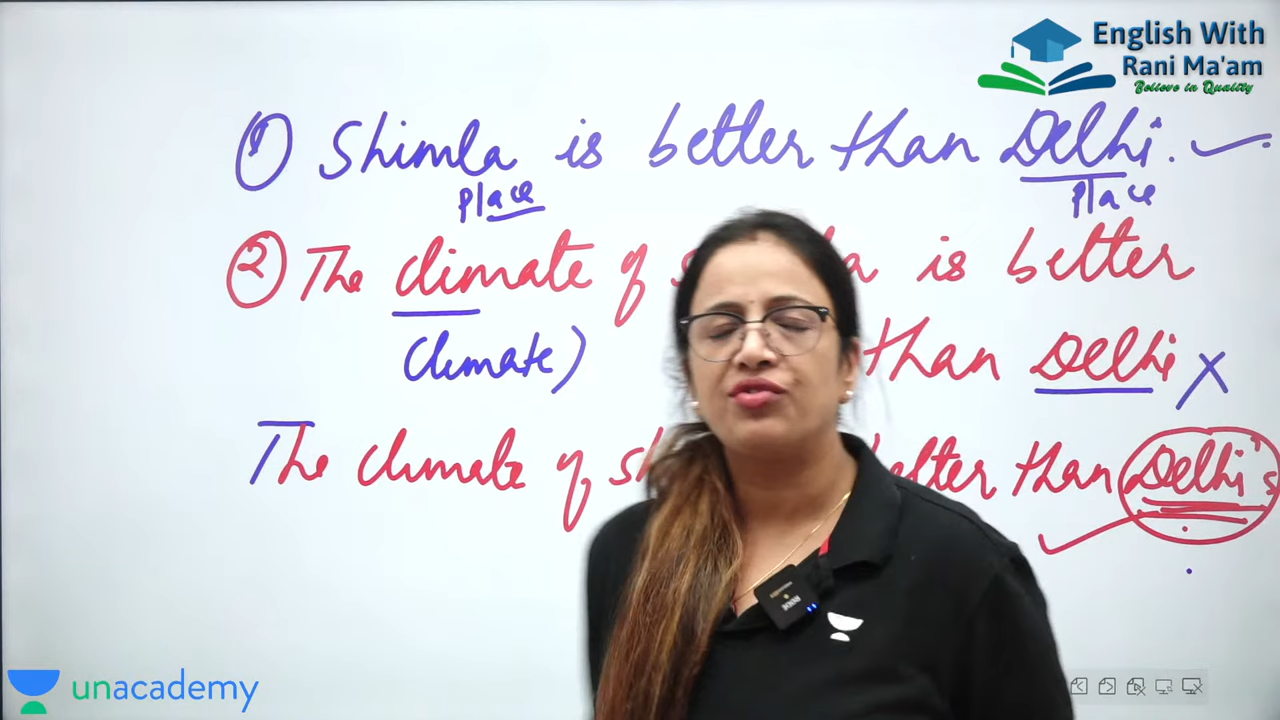 English With
Rani Ma'am
Believe in Quality
1) Shimla is better than Delhi.
place place
2 The climate of is better
Climate) than Delhi X
The climate of better than Delhi's
unacademy